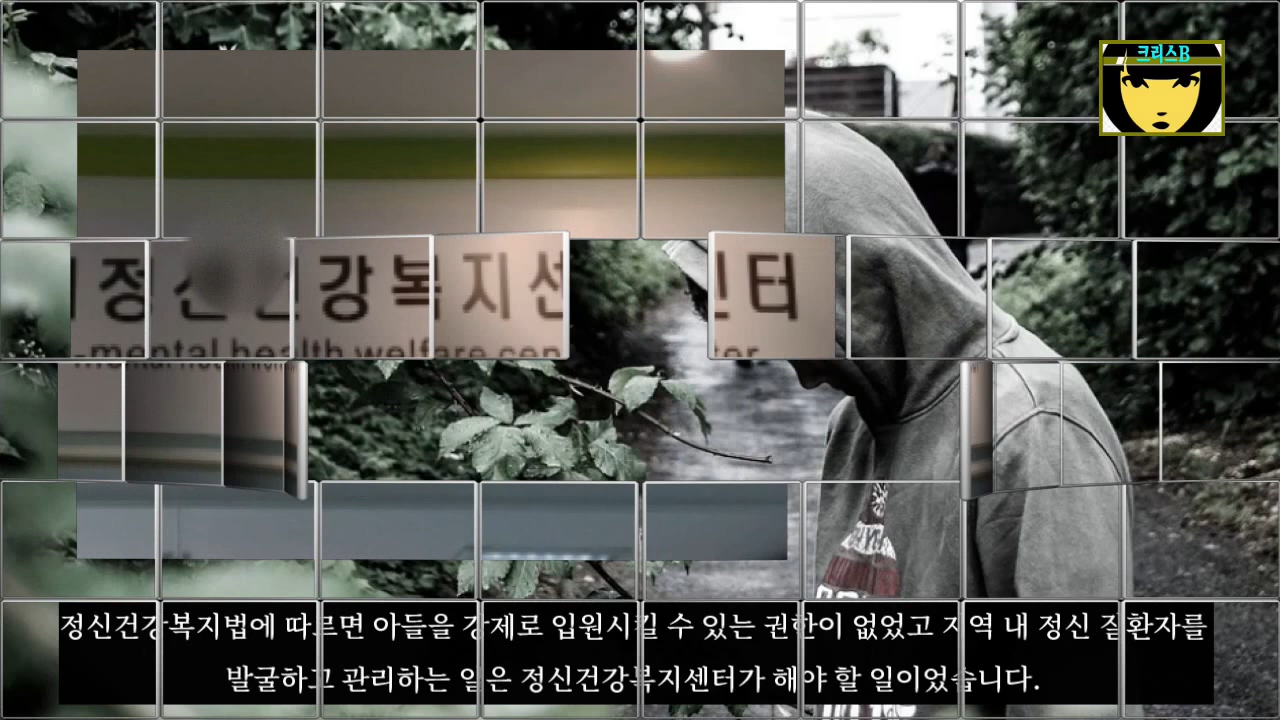 크리스B
정신건강복지센터
-mental health welfare center
정신건강복지법에 따르면 아들을 강제로 입원시킬 수 있는 권한이 없었고 지역 내 정신 질환자를
발굴하고 관리하는 일은 정신건강복지센터가 해야 할 일이었습니다.